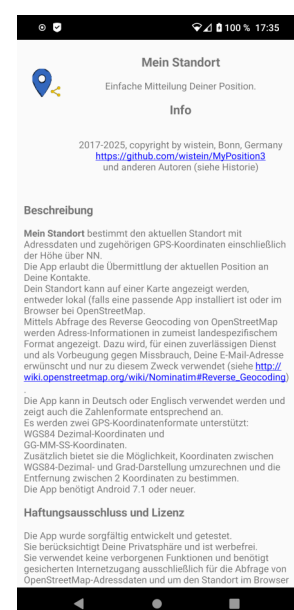 100 % 17:35
Mein Standort
Einfache Mitteilung Deiner Position.
Info
2017-2025, copyright by wistein, Bonn, Germany
https://github.com/wistein/MyPosition3
und anderen Autoren (siehe Historie)
Beschreibung
Mein Standort bestimmt den aktuellen Standort mit
Adressdaten und zugehörigen GPS-Koordinaten einschließlich
der Höhe über NN.
Die App erlaubt die Übermittlung der aktuellen Position an
Deine Kontakte.
Dein Standort kann auf einer Karte angezeigt werden,
entweder lokal (falls eine passende App installiert ist oder im
Browser bei OpenStreetMap.
Mittels Abfrage des Reverse Geocoding von OpenStreetMap
werden Adress-Informationen in zumeist landespezifischem
Format angezeigt. Dazu wird, für einen zuverlässigen Dienst
und als Vorbeugung gegen Missbrauch, Deine E-Mail-Adresse
erwünscht und nur zu diesem Zweck verwendet (siehe http://
wiki.openstreetmap.org/wiki/Nominatim#Reverse_Geocoding)
.
Die App kann in Deutsch oder Englisch verwendet werden und
zeigt auch die Zahlenformate entsprechend an.
Es werden zwei GPS-Koordinatenformate unterstützt:
WGS84 Dezimal-Koordinaten und
GG-MM-SS-Koordinaten.
Zusätzlich bietet sie die Möglichkeit, Koordinaten zwischen
WGS84-Dezimal- und Grad-Darstellung umzurechnen und die
Entfernung zwischen 2 Koordinaten zu bestimmen.
Die App benötigt Android 7.1 oder neuer.
Haftungsausschluss und Lizenz
Die App wurde sorgfältig entwickelt und getestet.
Sie berücksichtigt Deine Privatsphäre und ist werbefrei.
Sie verwendet keine verborgenen Funktionen und benötigt
gesicherten Internetzugang ausschließlich für die Abfrage von
OpenStreetMap-Adressdaten und um den Standort im Browser